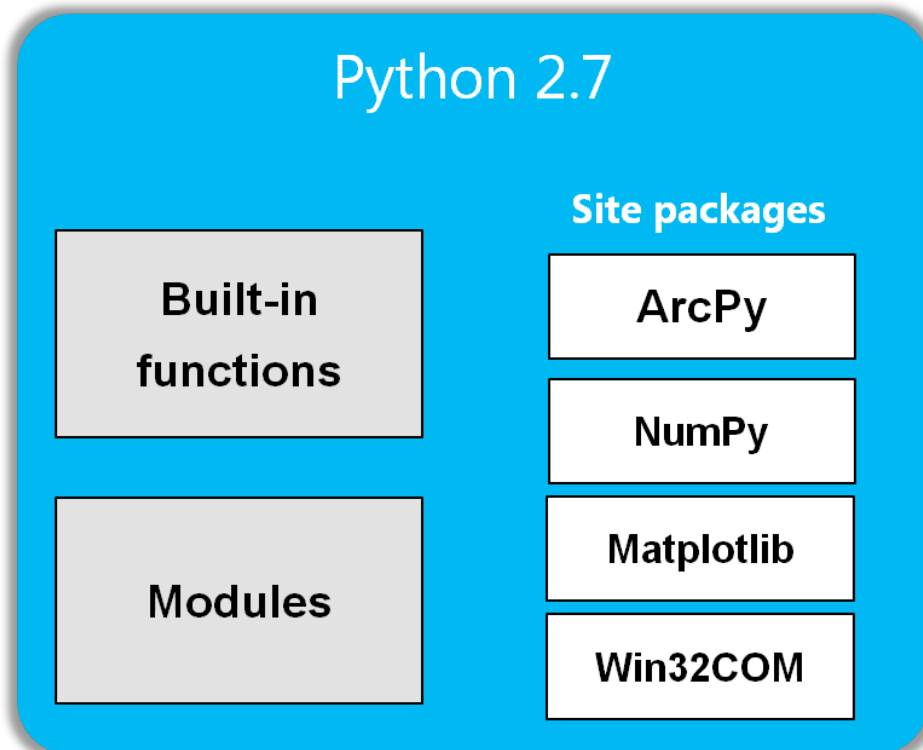 Python 2.7
Built-in
functions
Modules
Site packages
ArcPy
NumPy
Matplotlib
Win32COM